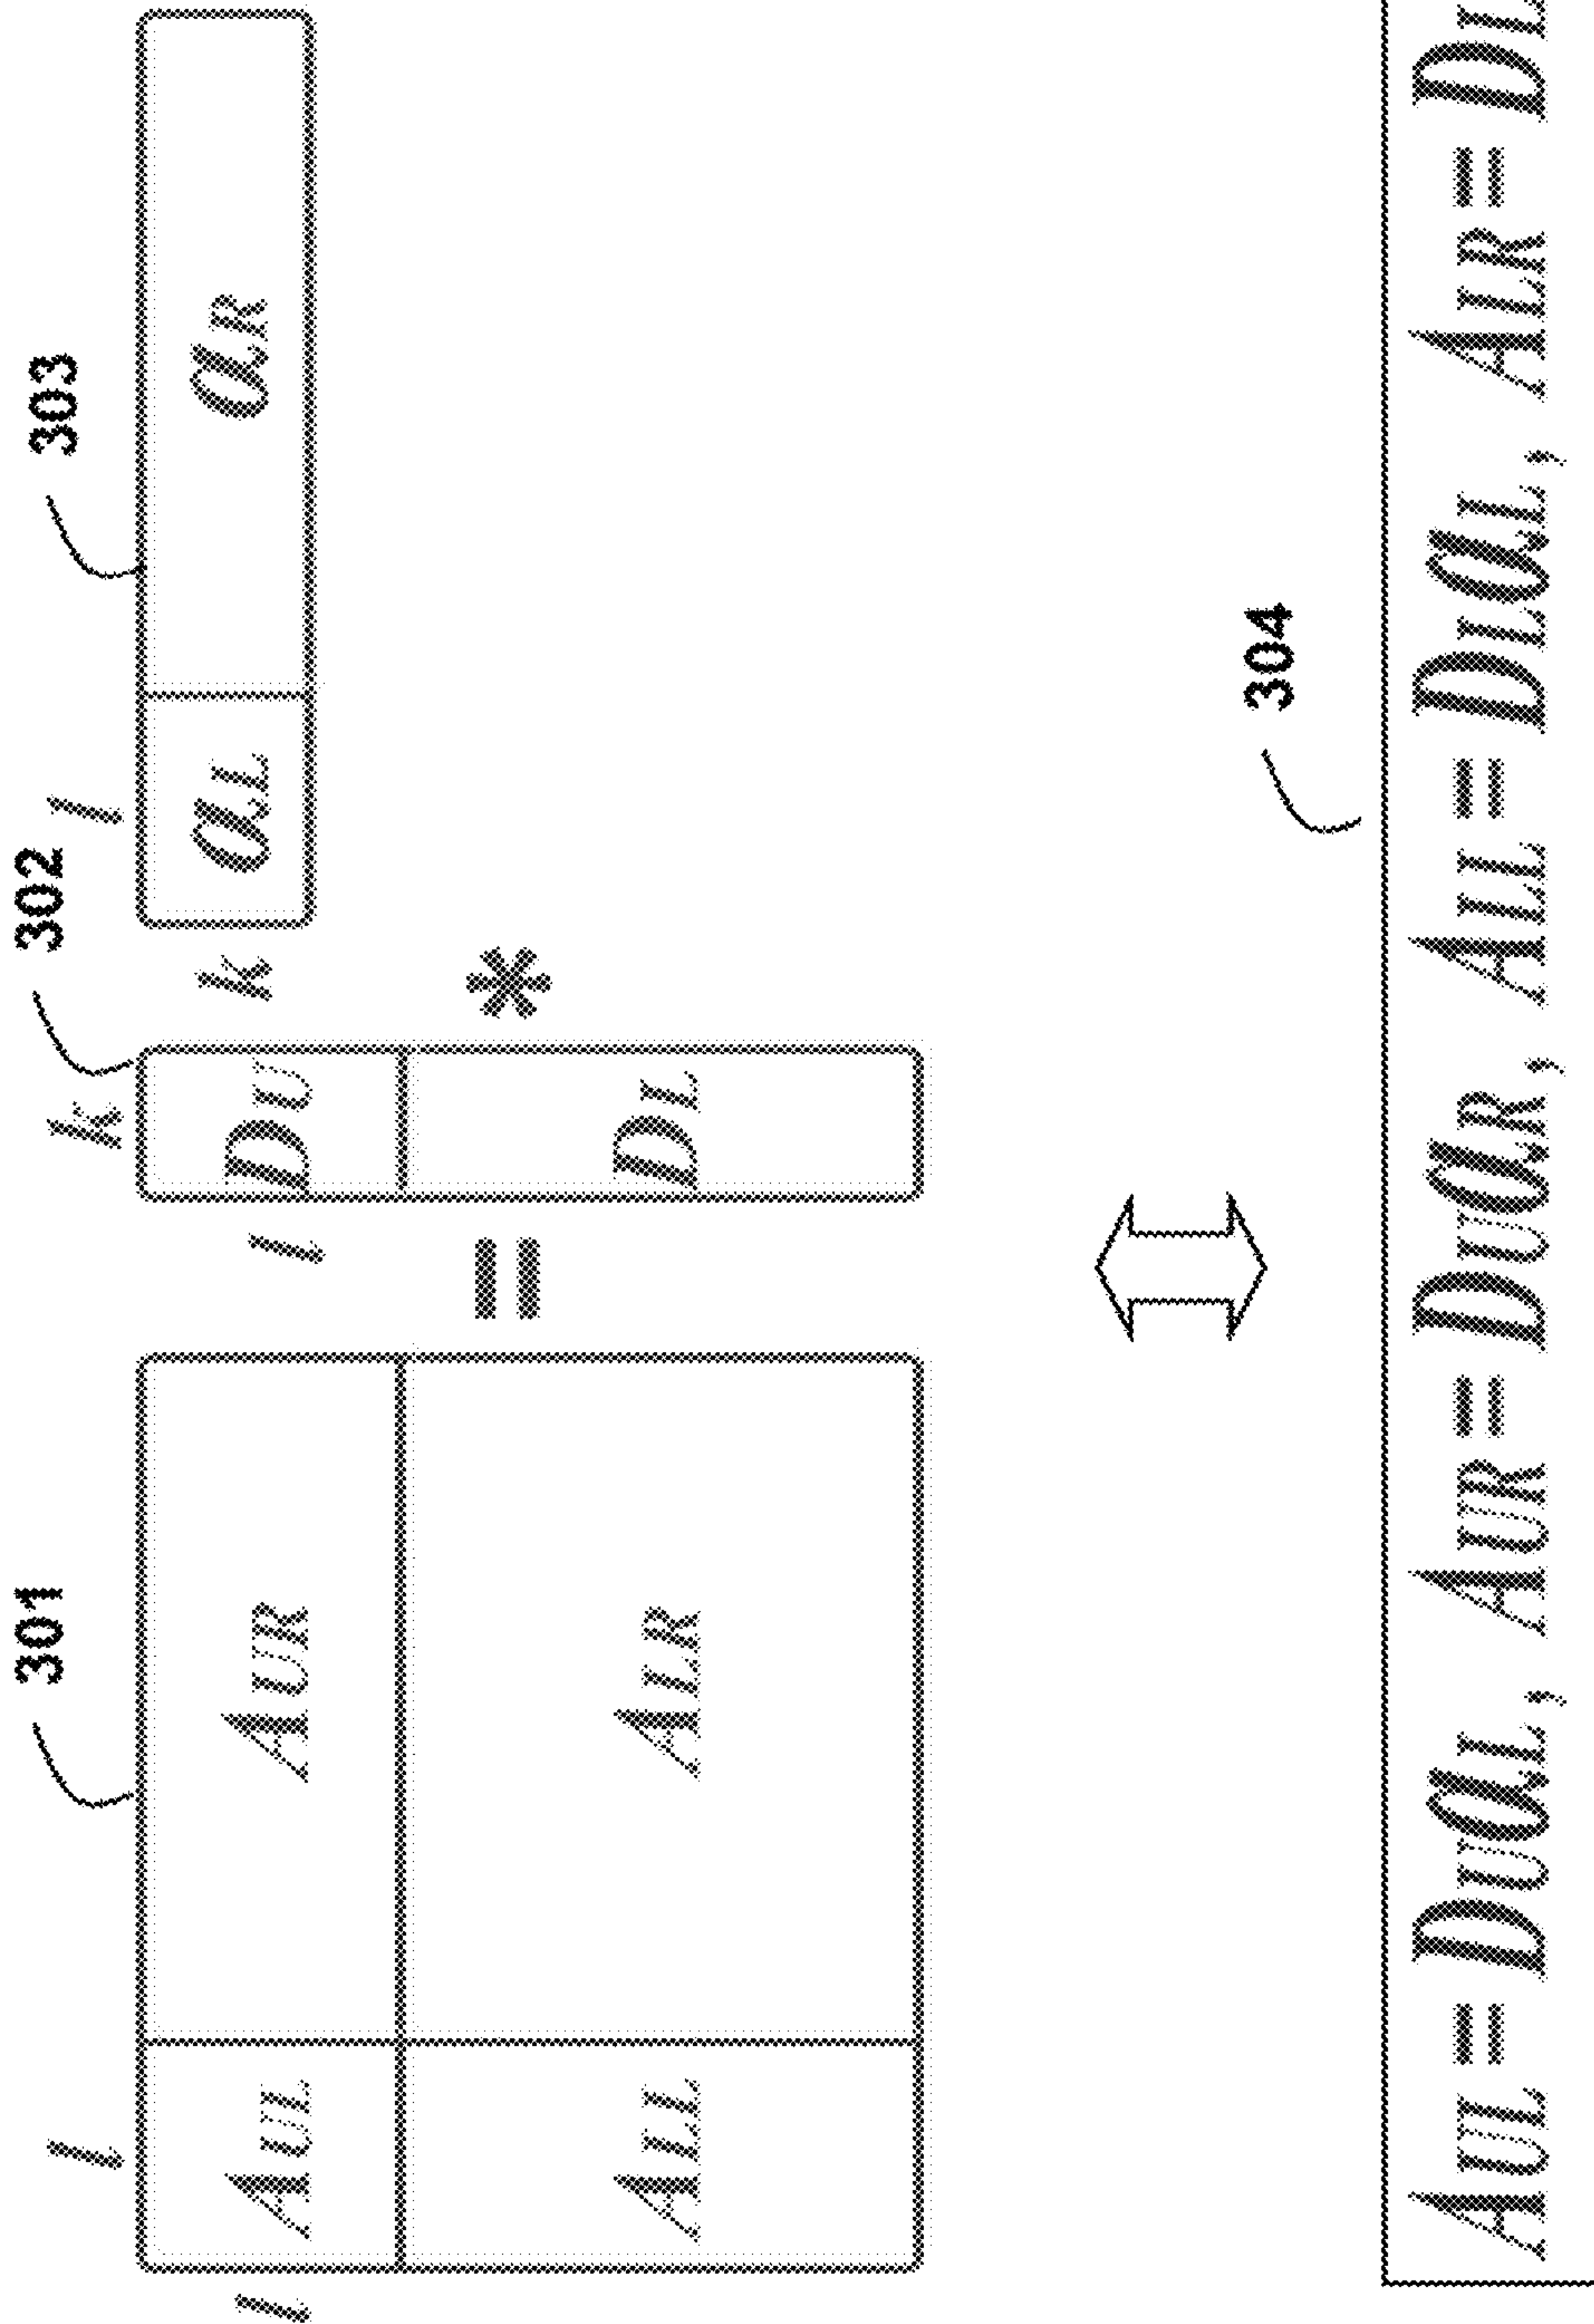 301 302 303
l k l
l AUL AUR l DU k αL αR
= *
ALL ALR DL
304
AUL = DUαL, AUR = DUαR, ALL = DLαL, ALR = DL